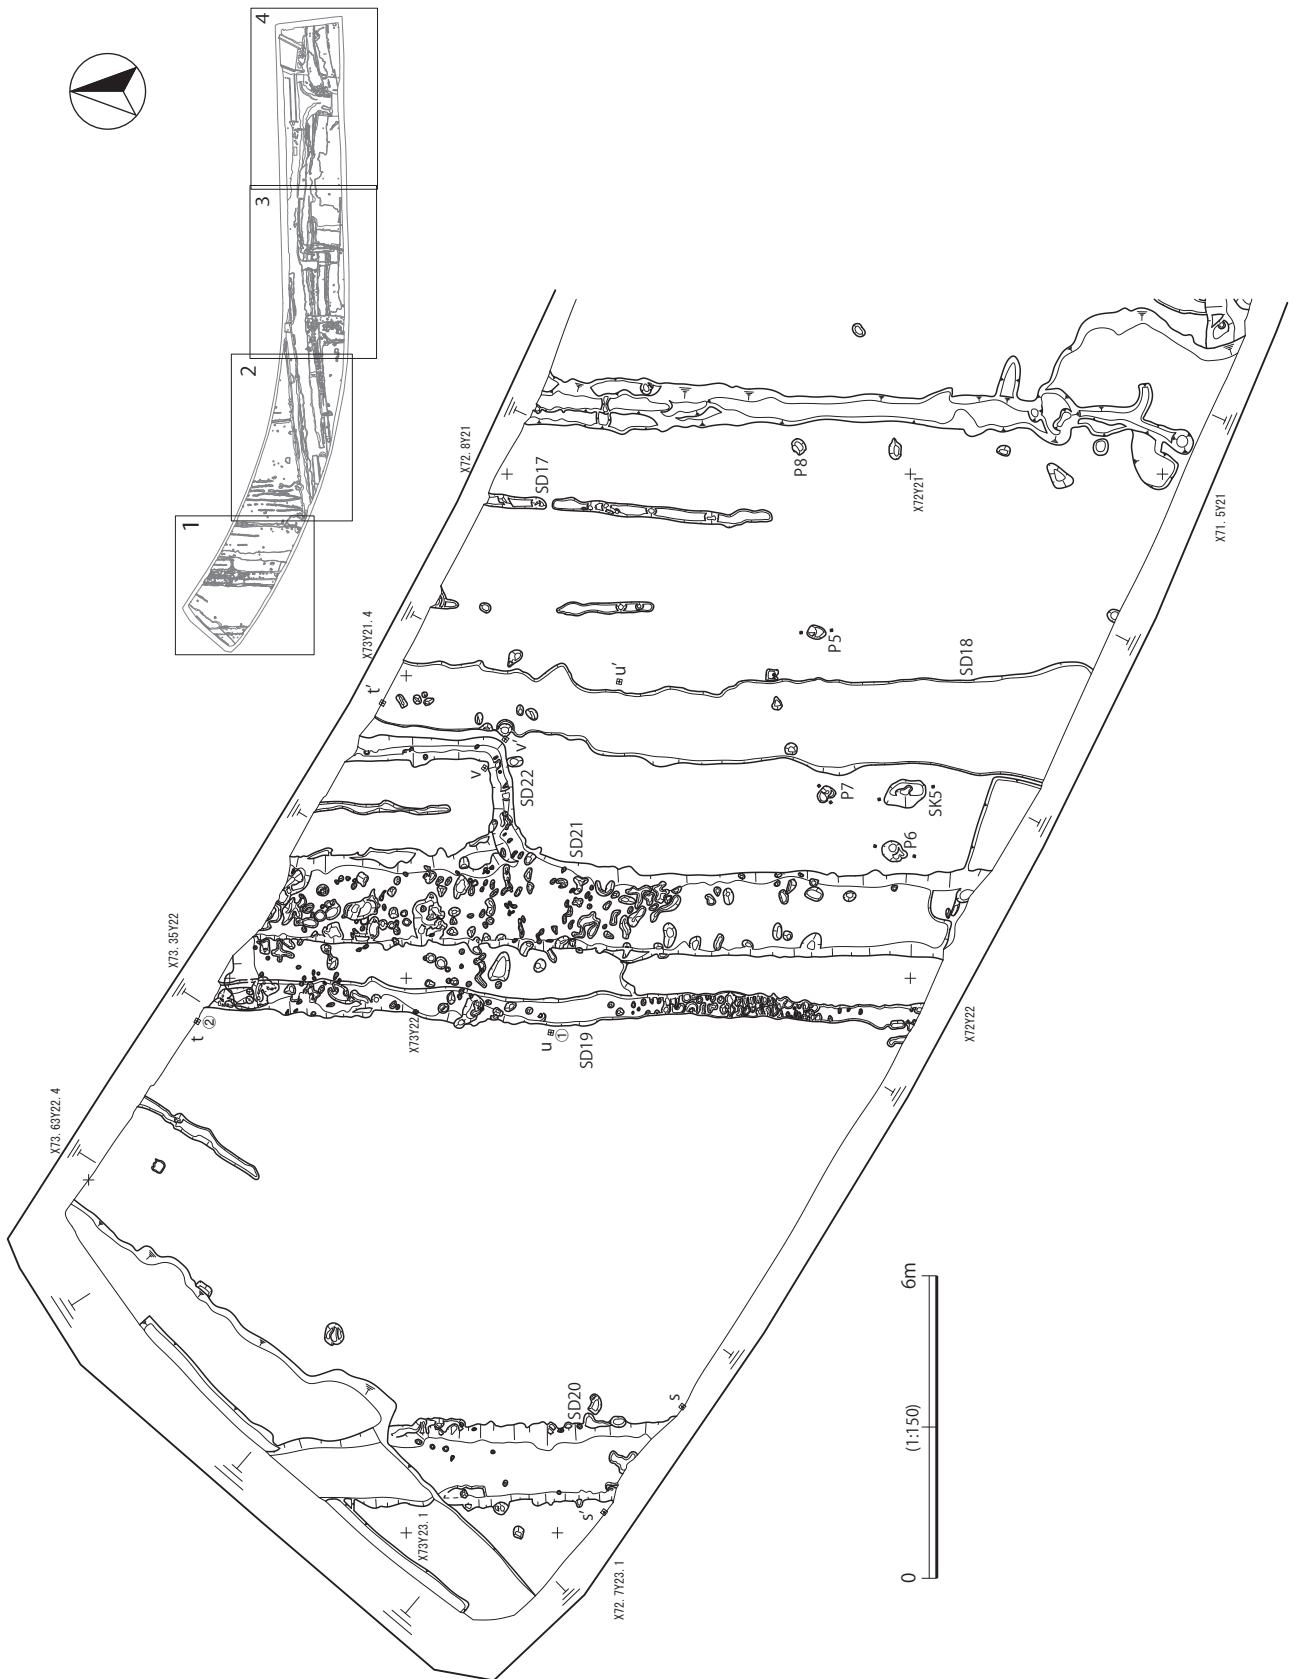 4
3
2
1
X72. 8Y21
SD17
P8
X72Y21
X71. 5Y21
X73Y21. 4
t'
u'
P5
SD18
v
v'
SD22
P7
SK5
P6
SD21
X73. 35Y22
t
②
X73Y22
u
①
SD19
X72Y22
X73. 63Y22. 4
SD20
s
s'
X73Y23. 1
X72. 7Y23. 1
0
(1:150)
6m